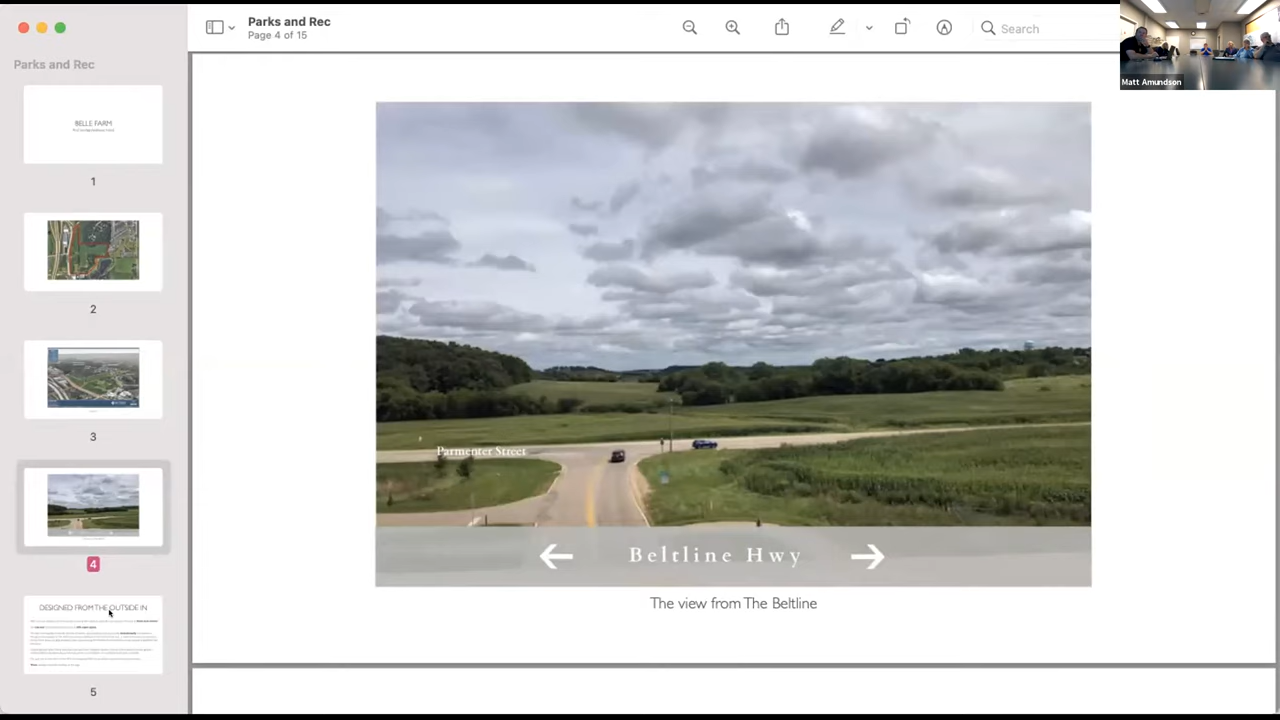 Parks and Rec
Page 4 of 15
Search
Matt Amundson
Parks and Rec
BELLE FARM
1
2
3
4
DESIGNED FROM THE OUTSIDE IN
5
Parmenter Street
Beltline Hwy
The view from The Beltline